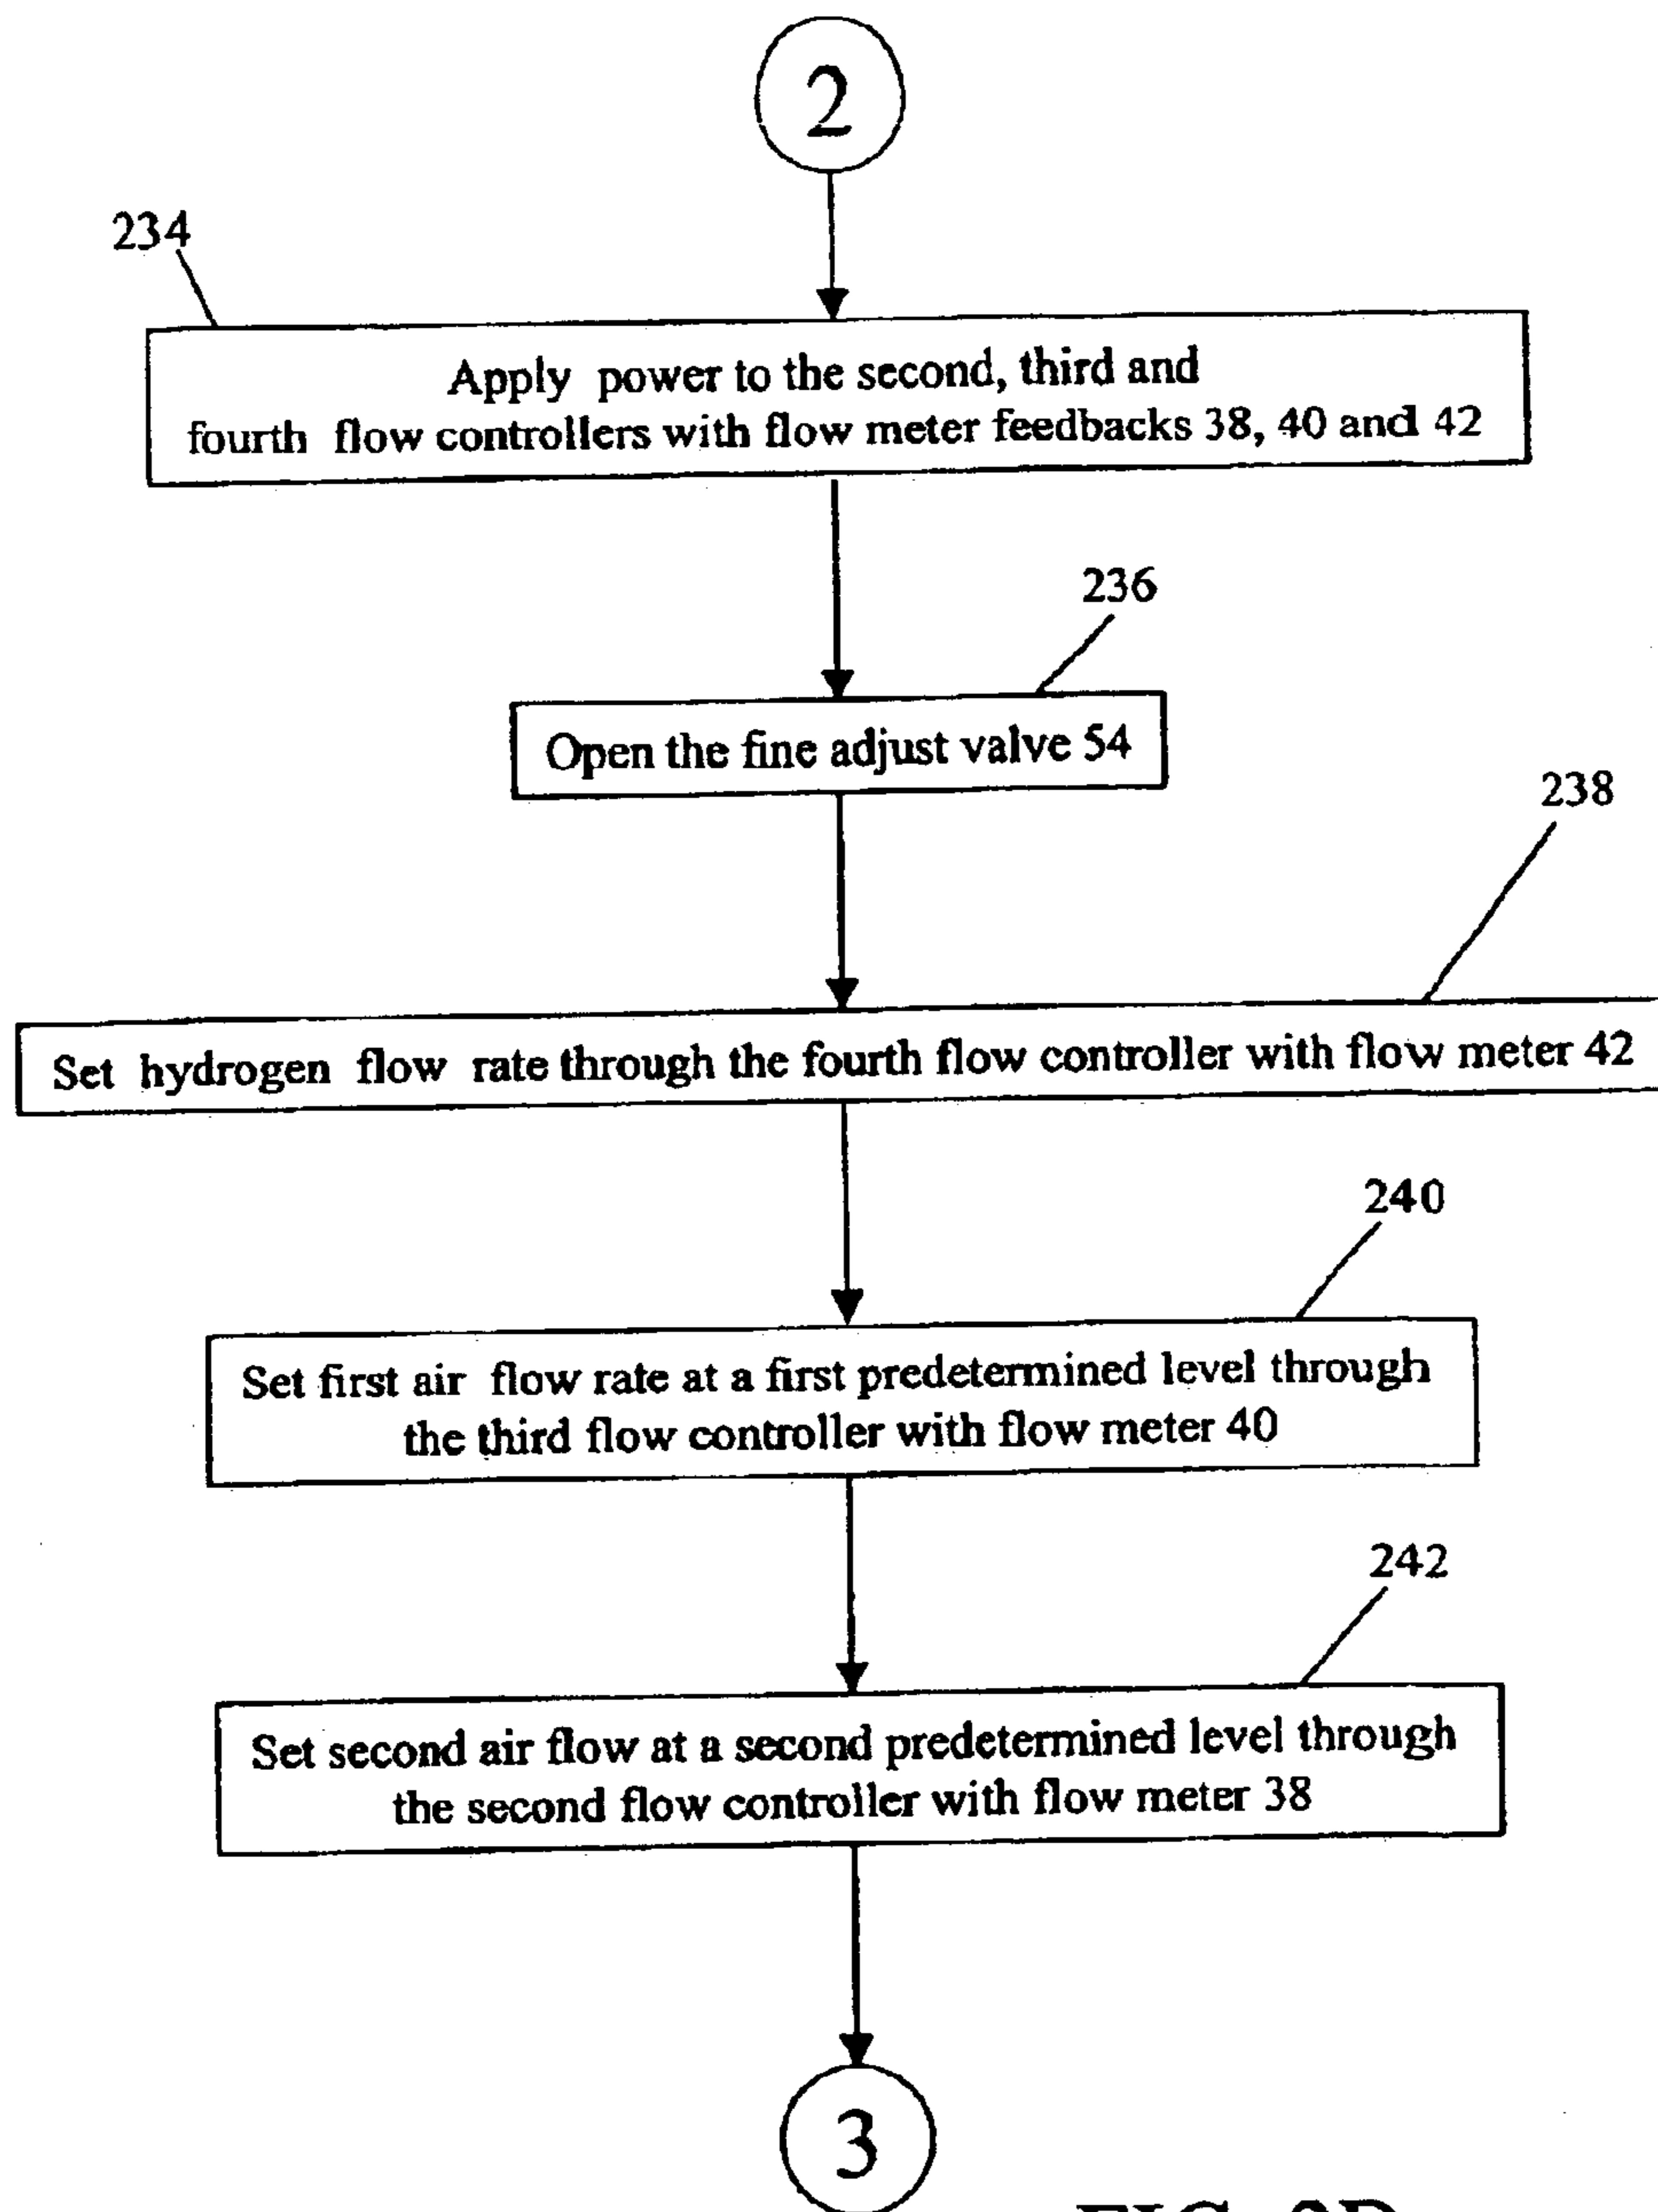 2
234
Apply power to the second, third and
fourth flow controllers with flow meter feedbacks 38, 40 and 42
236
Open the fine adjust valve 54
238
Set hydrogen flow rate through the fourth flow controller with flow meter 42
240
Set first air flow rate at a first predetermined level through
the third flow controller with flow meter 40
242
Set second air flow at a second predetermined level through
the second flow controller with flow meter 38
3